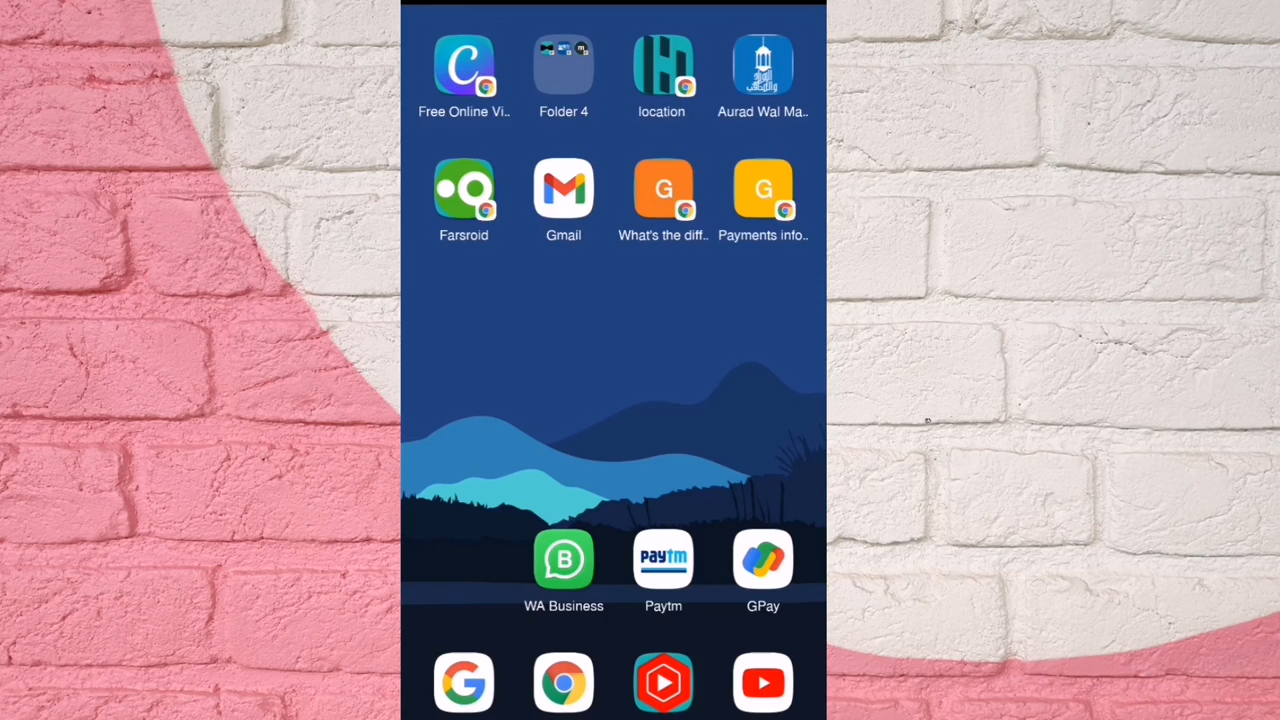 Free Online Vi..
Folder 4
location
Aurad Wal Ma..
Farsroid
Gmail
G
What's the diff..
G
Payments info..
B
WA Business
paytm
Paytm
GPay